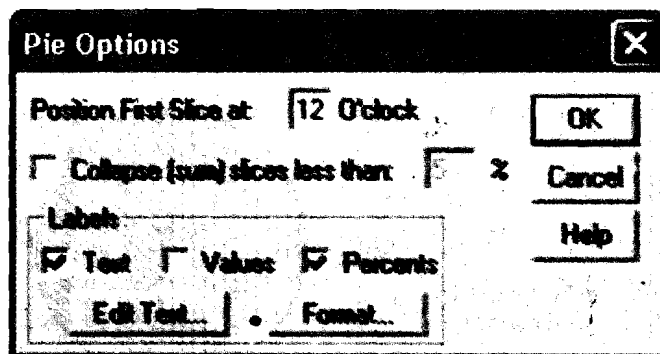 Pie Options
Position First Slice at: 12 O'clock
Collapse (sum) slices less than: 5 %
Labels
Text Values Percents
Edit Text... Format...
OK
Cancel
Help